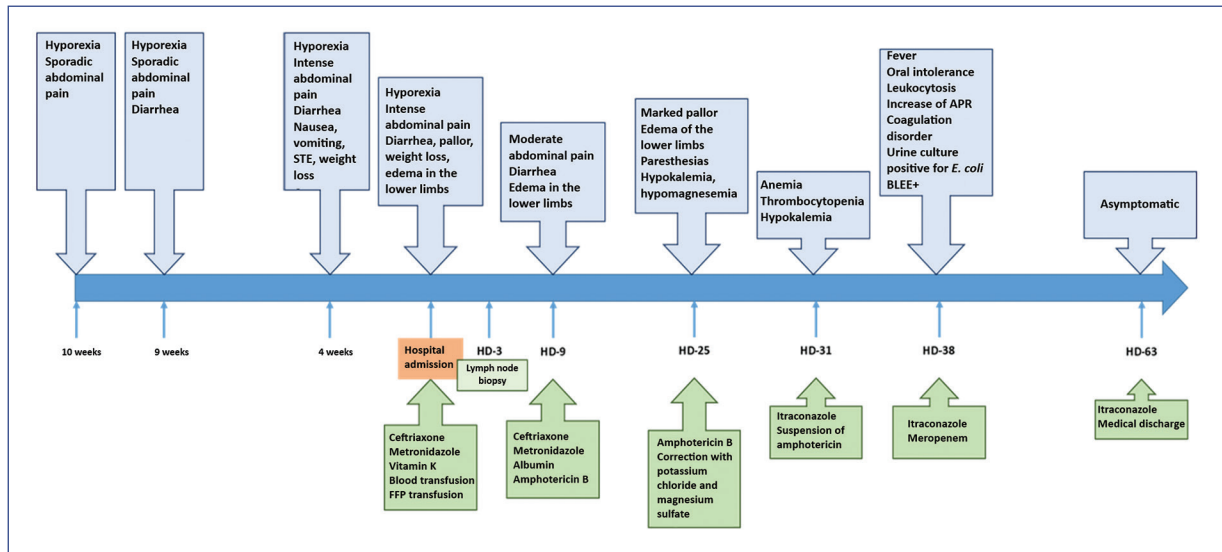 Hyporexia
Sporadic
abdominal
pain
Hyporexia
Sporadic
abdominal
pain
Diarrhea
Hyporexia
Intense
abdominal
pain
Diarrhea
Nausea,
vomiting,
STE, weight
loss
Hyporexia
Intense
abdominal pain
Diarrhea, pallor,
weight loss,
edema in the
lower limbs
Moderate
abdominal pain
Diarrhea
Edema in the
lower limbs
Marked pallor
Edema of the
lower limbs
Paresthesias
Hypokalemia,
hypomagnesemia
Anemia
Thrombocytopenia
Hypokalemia
Fever
Oral intolerance
Leukocytosis
Increase of APR
Coagulation
disorder
Urine culture
positive for E. coli
BLEE+
Asymptomatic
10 weeks
9 weeks
4 weeks
Hospital
admission
HD-3
HD-9
HD-25
HD-31
HD-38
HD-63
Lymph node
biopsy
Ceftriaxone
Metronidazole
Vitamin K
Blood transfusion
FFP transfusion
Ceftriaxone
Metronidazole
Albumin
Amphotericin B
Amphotericin B
Correction with
potassium
chloride and
magnesium
sulfate
Itraconazole
Suspension of
amphotericin
Itraconazole
Meropenem
Itraconazole
Medical discharge